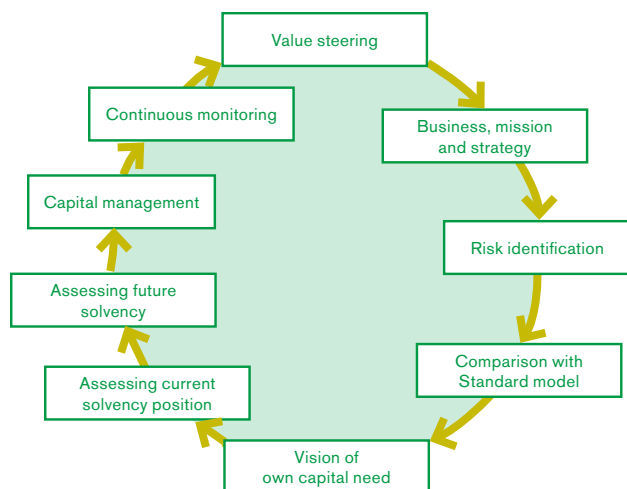 Value steering
Business, mission
and strategy
Risk identification
Comparison with
Standard model
Vision of
own capital need
Assessing current
solvency position
Assessing future
solvency
Capital management
Continuous monitoring